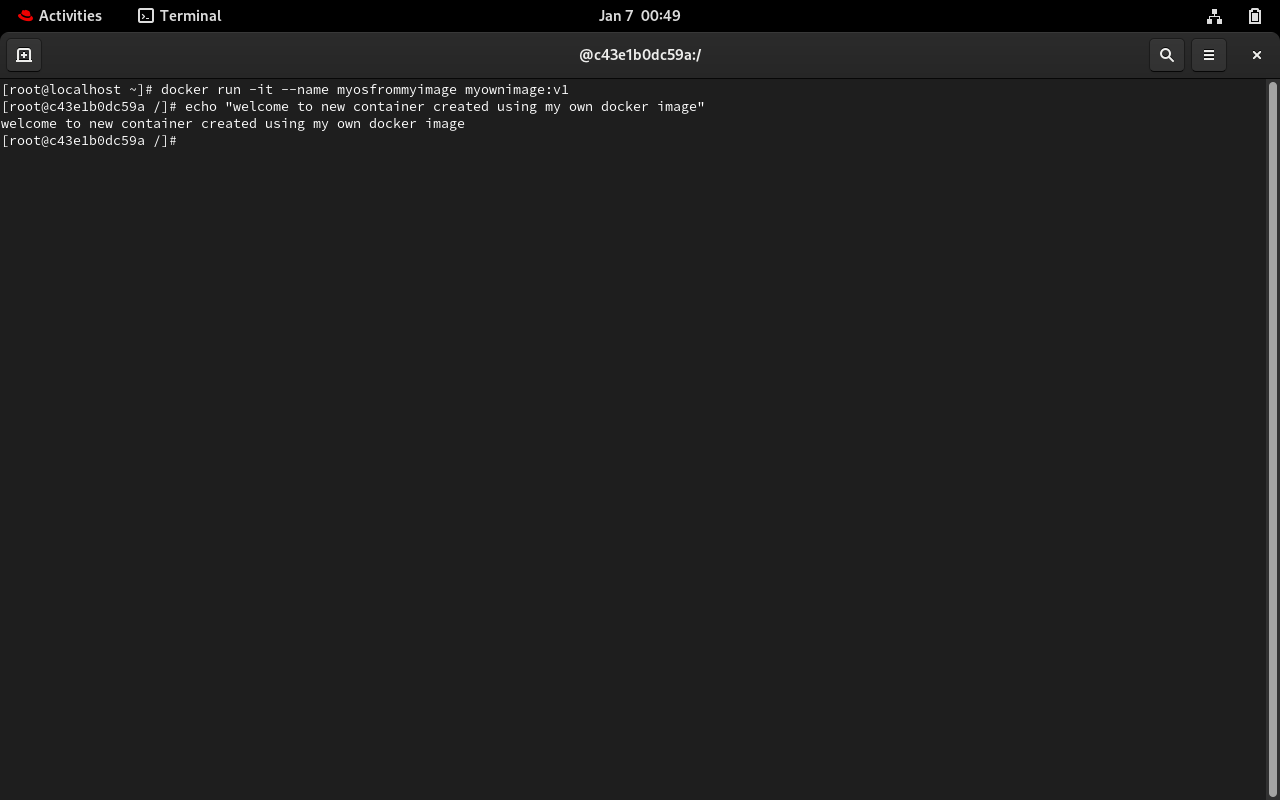 Activities
Terminal
Jan 7 00:49
@c43e1b0dc59a:/
[root@localhost ~]# docker run -it --name myosfrommyimage myownimage:v1
[root@c43e1b0dc59a /]# echo "welcome to new container created using my own docker image"
welcome to new container created using my own docker image
[root@c43e1b0dc59a /]#